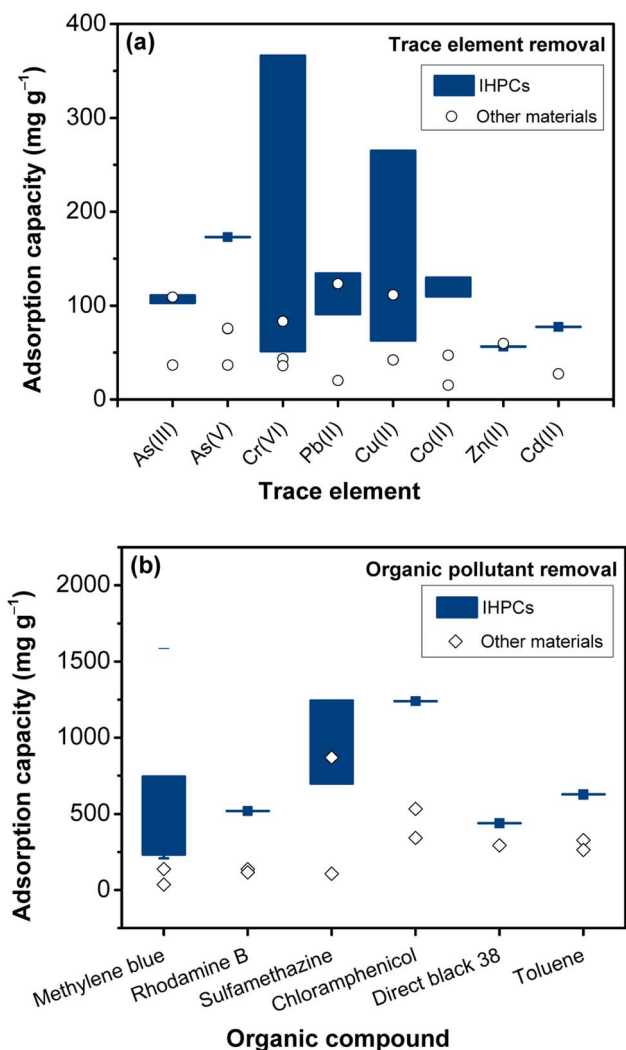 (a)
Trace element removal
IHPCs
Other materials
Adsorption capacity (mg g⁻¹)
400
300
200
100
0
As(III)
As(V)
Cr(VI)
Pb(II)
Cu(II)
Co(II)
Zn(II)
Cd(II)
Trace element
(b)
Organic pollutant removal
IHPCs
Other materials
Adsorption capacity (mg g⁻¹)
2000
1500
1000
500
0
Methylene blue
Rhodamine B
Sulfamethazine
Chloramphenicol
Direct black 38
Toluene
Organic compound